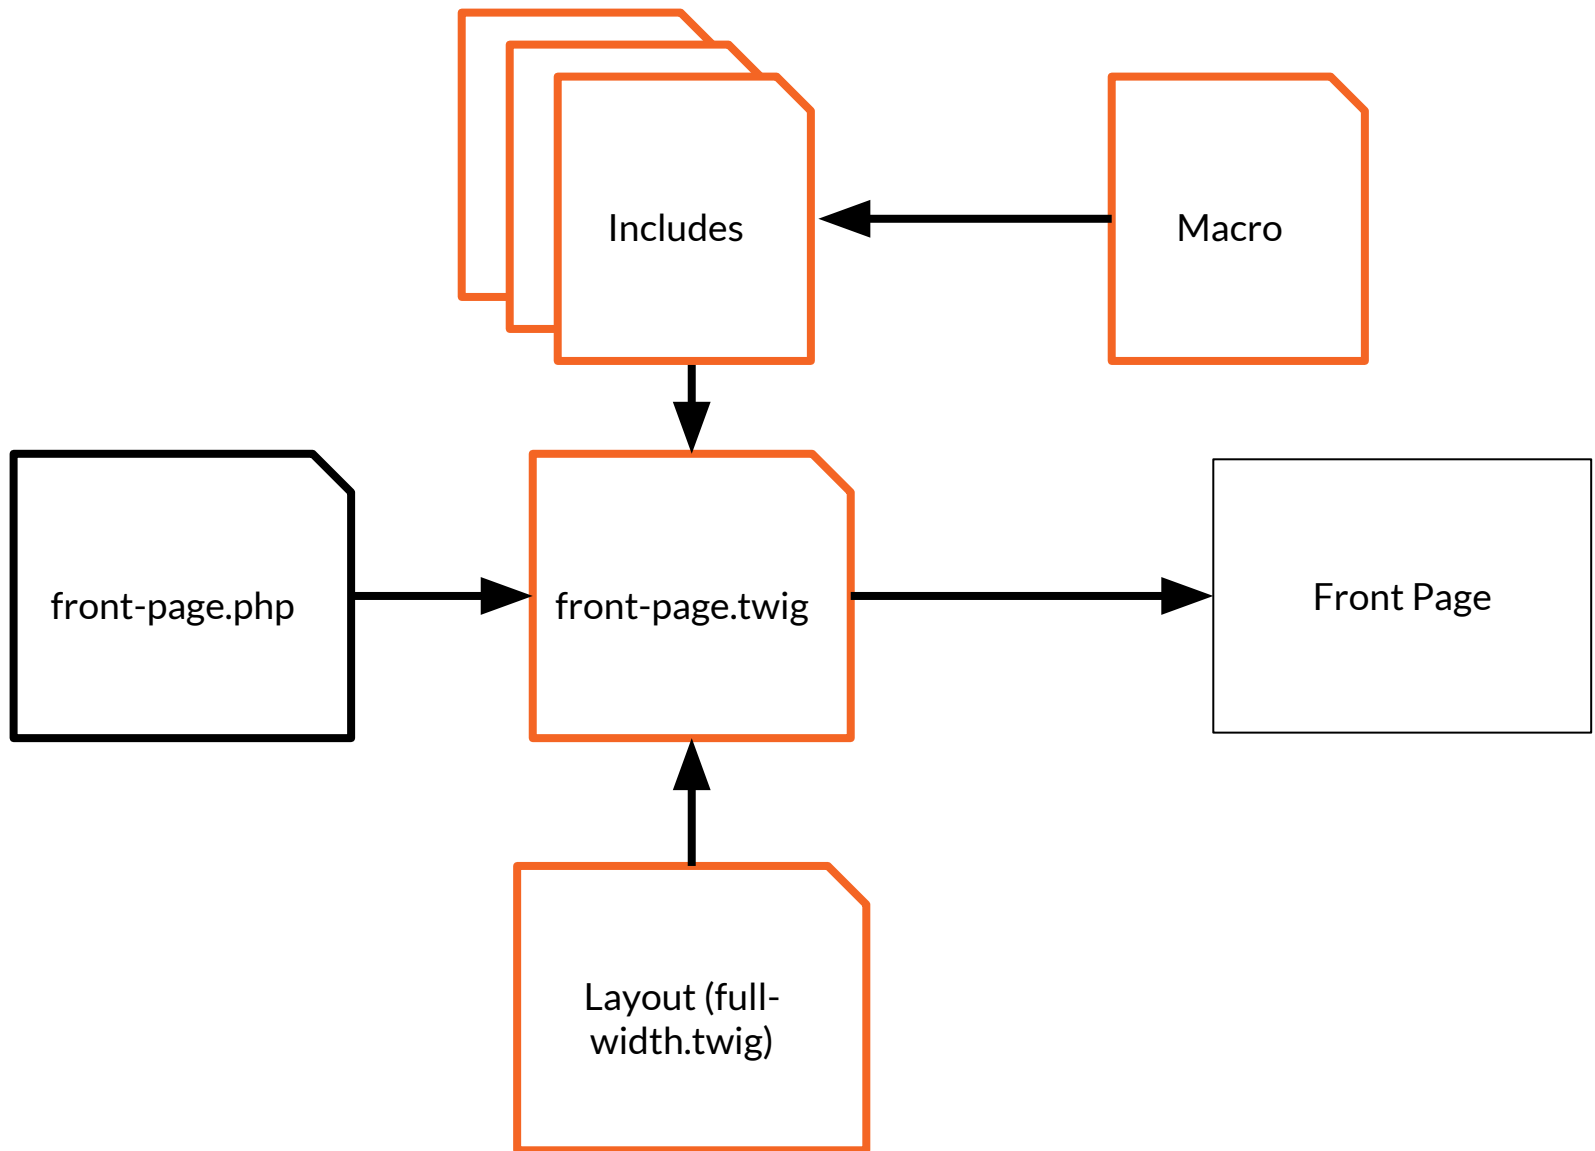 Includes
Macro
front-page.php
front-page.twig
Front Page
Layout (full-
width.twig)